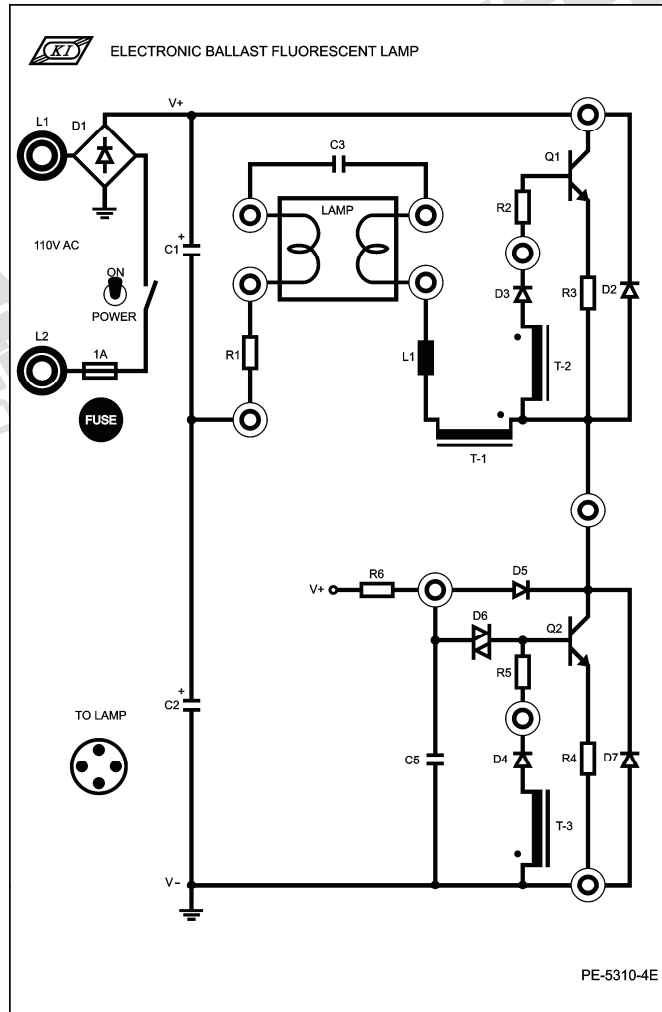 KI ELECTRONIC BALLAST FLUORESCENT LAMP
V+
L1
D1
C3
Q1
LAMP
R2
110V AC
C1
+
ON
POWER
D3
R3
D2
L2
1A
R1
L1
T-2
FUSE
T-1
R6
D5
V+
D6
Q2
R5
TO LAMP
+
C2
C5
D4
R4
D7
T-3
V-
PE-5310-4E